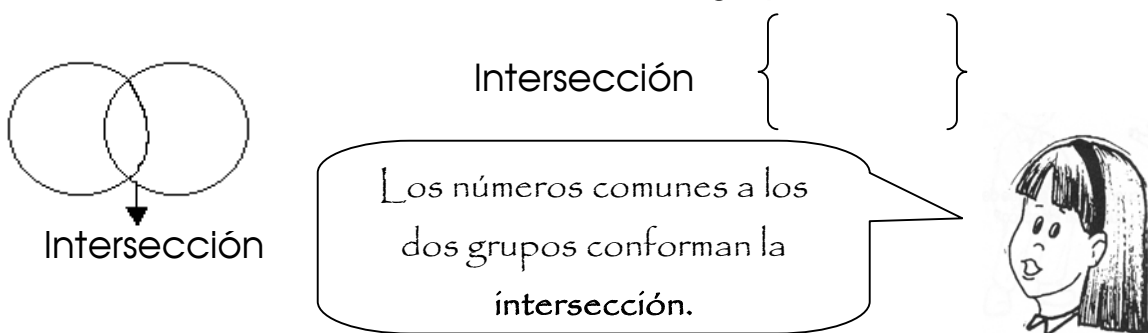 Intersección
Los números comunes a los
dos grupos conforman la
intersección.
Intersección